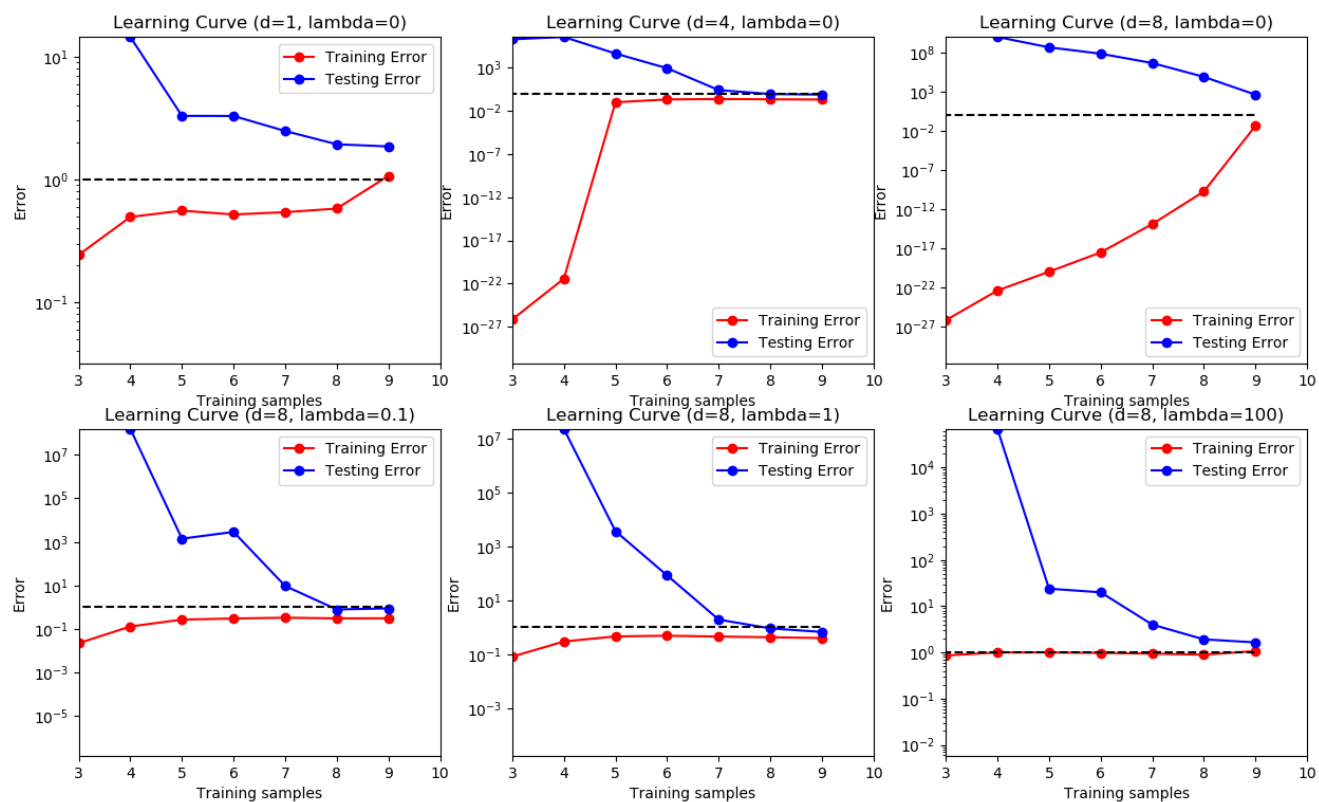 Learning Curve (d=1, lambda=0)
Error
10^1
10^0
10^-1
Training Error
Testing Error
3 4 5 6 7 8 9 10
Training samples
Learning Curve (d=4, lambda=0)
Error
10^3
10^-2
10^-7
10^-12
10^-17
10^-22
10^-27
Training Error
Testing Error
3 4 5 6 7 8 9 10
Training samples
Learning Curve (d=8, lambda=0)
Error
10^8
10^3
10^-2
10^-7
10^-12
10^-17
10^-22
10^-27
Training Error
Testing Error
3 4 5 6 7 8 9 10
Training samples
Learning Curve (d=8, lambda=0.1)
Error
10^7
10^5
10^3
10^1
10^-1
10^-3
10^-5
Training Error
Testing Error
3 4 5 6 7 8 9 10
Training samples
Learning Curve (d=8, lambda=1)
Error
10^7
10^5
10^3
10^1
10^-1
10^-3
Training Error
Testing Error
3 4 5 6 7 8 9 10
Training samples
Learning Curve (d=8, lambda=100)
Error
10^4
10^3
10^2
10^1
10^0
10^-1
10^-2
Training Error
Testing Error
3 4 5 6 7 8 9 10
Training samples